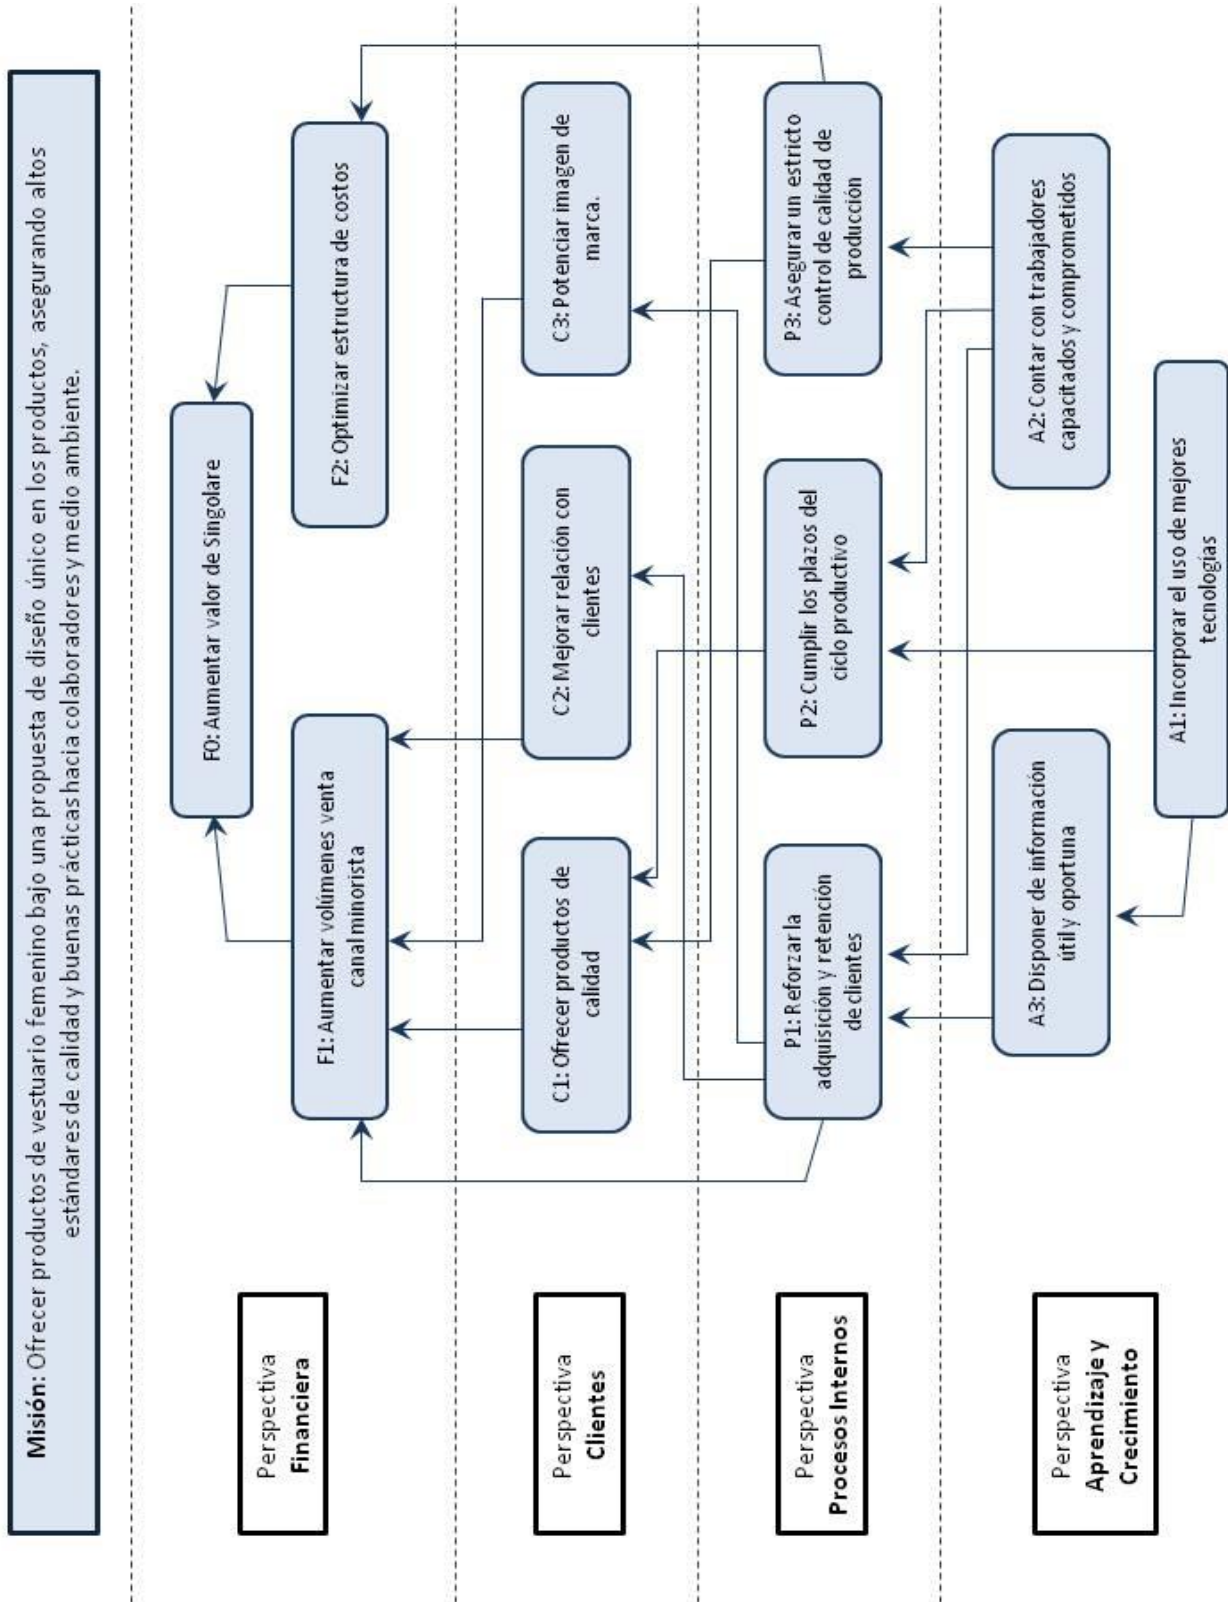 Misión: Ofrecer productos de vestuario femenino bajo una propuesta de diseño único en los productos, asegurando altos
estándares de calidad y buenas prácticas hacia colaboradores y medio ambiente.
Perspectiva
Financiera
F0: Aumentar valor de Singolare
F1: Aumentar volúmenes venta
canal minorista
F2: Optimizar estructura de costos
Perspectiva
Clientes
C1: Ofrecer productos de
calidad
C2: Mejorar relación con
clientes
C3: Potenciar imagen de
marca.
Perspectiva
Procesos Internos
P1: Reforzar la
adquisición y retención
de clientes
P2: Cumplir los plazos del
ciclo productivo
P3: Asegurar un estricto
control de calidad de
producción
Perspectiva
Aprendizaje y
Crecimiento
A3: Disponer de información
útil y oportuna
A2: Contar con trabajadores
capacitados y comprometidos
A1: Incorporar el uso de mejores
tecnologías